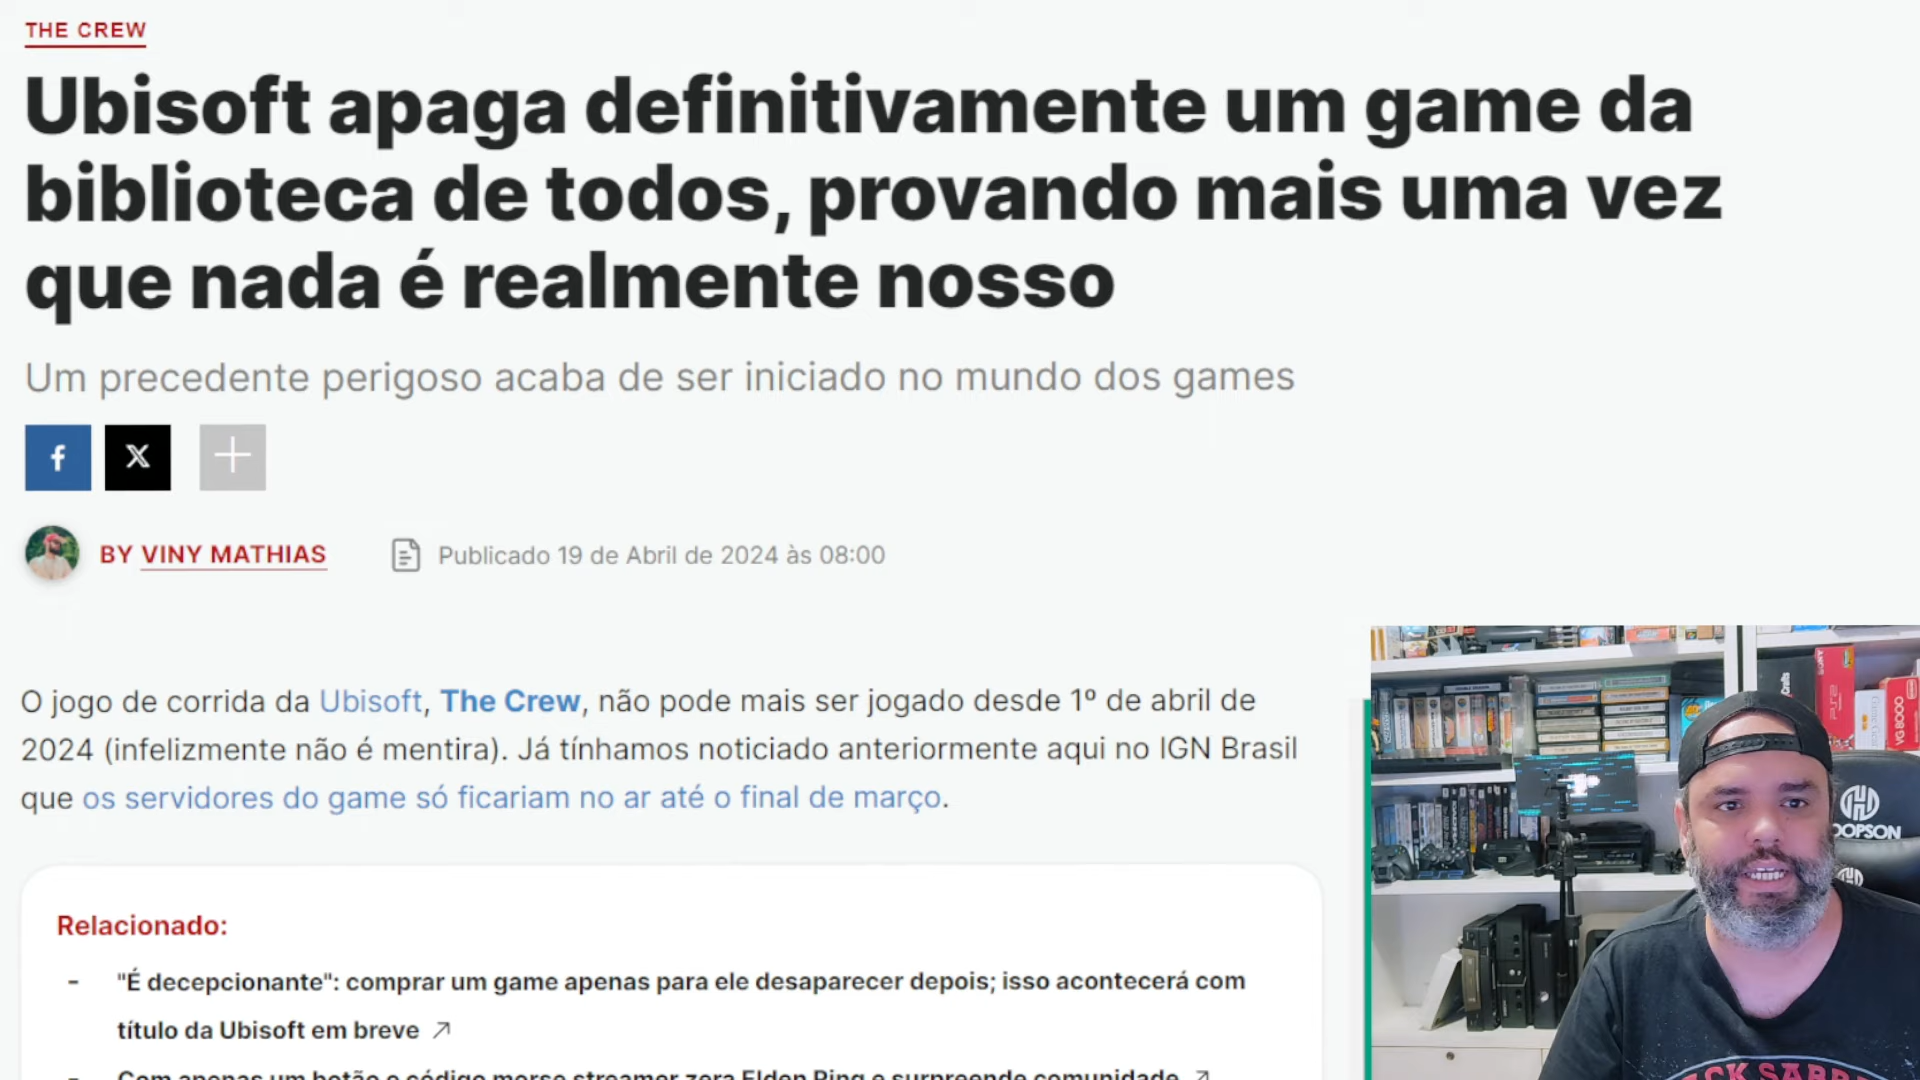 THE CREW
Ubisoft apaga definitivamente um game da
biblioteca de todos, provando mais uma vez
que nada é realmente nosso
Um precedente perigoso acaba de ser iniciado no mundo dos games
f X +
BY VINY MATHIAS
Publicado 19 de Abril de 2024 às 08:00
O jogo de corrida da Ubisoft, The Crew, não pode mais ser jogado desde 1º de abril de
2024 (infelizmente não é mentira). Já tínhamos noticiado anteriormente aqui no IGN Brasil
que os servidores do game só ficariam no ar até o final de março.
Relacionado:
- "É decepcionante": comprar um game apenas para ele desaparecer depois; isso acontecerá com
título da Ubisoft em breve
- Com apenas um botão e código morse streamer zera Elden Ring e surpreende comunidade
SONY
VG 8000
OOPSON
CK SABBA